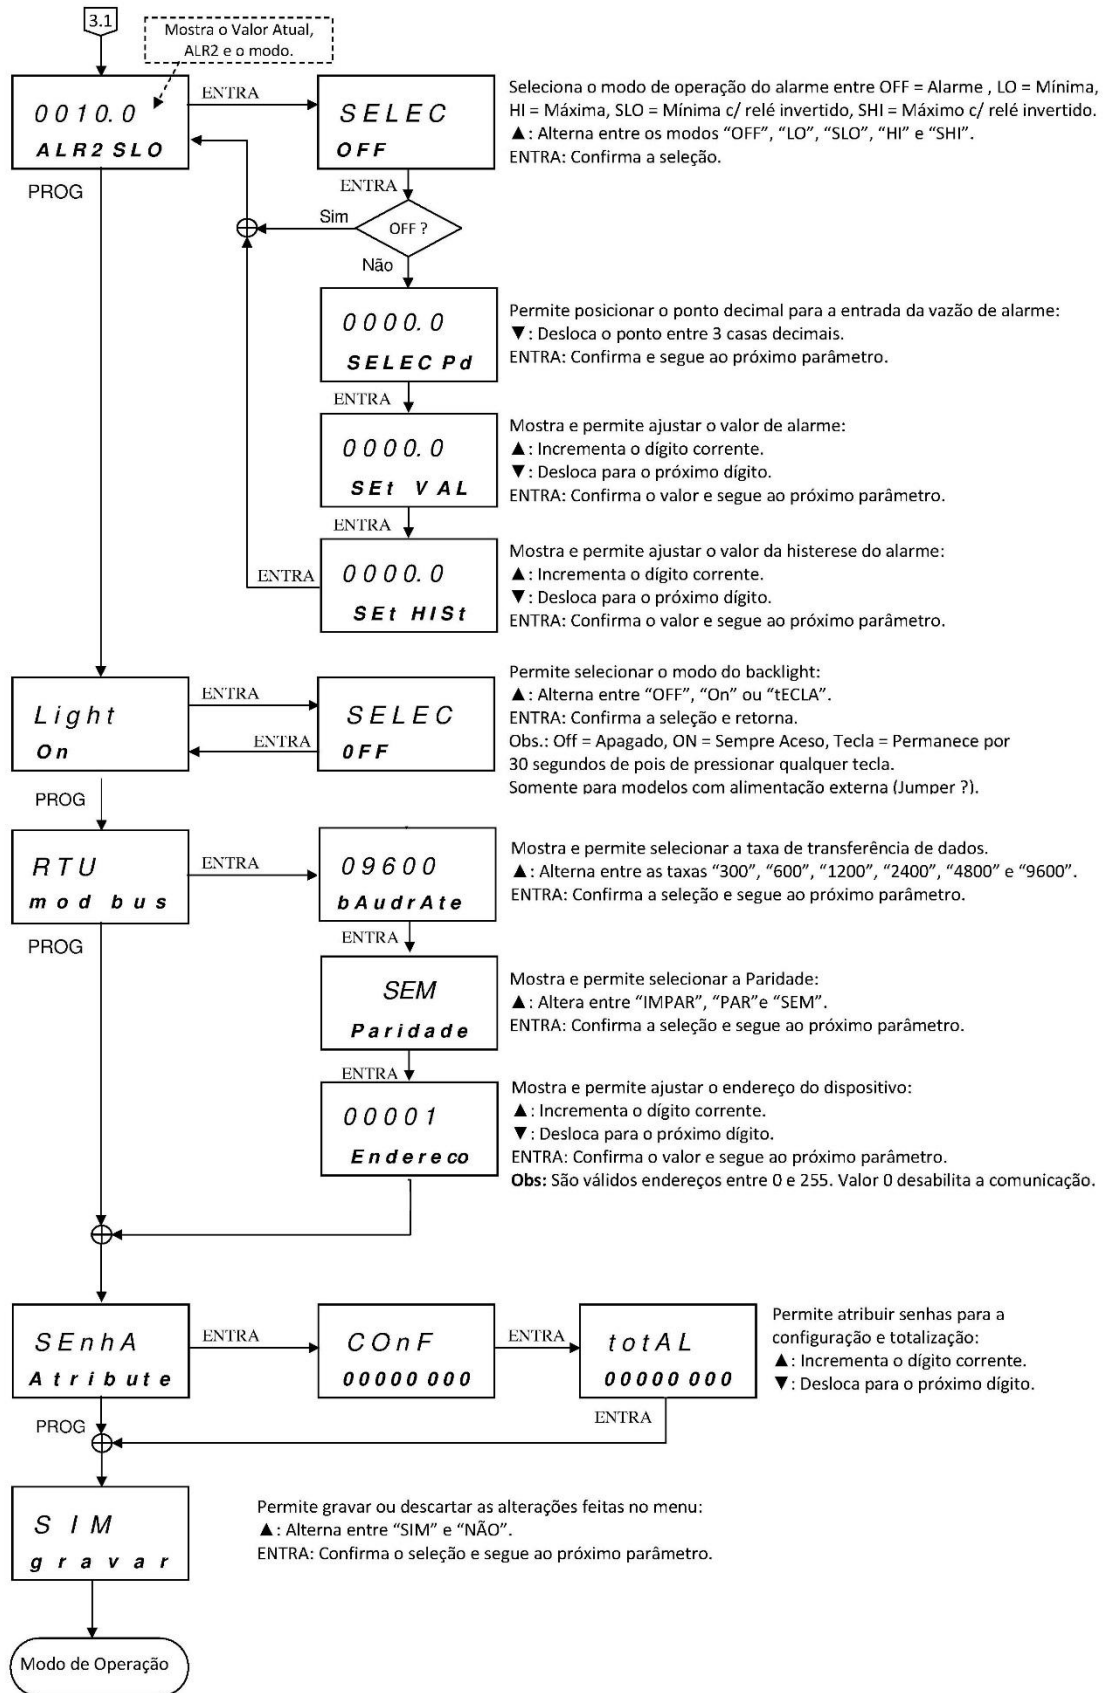 3.1
Mostra o Valor Atual,
ALR2 e o modo.
0010.0
ALR2 SLO
ENTRA
SELEC
OFF
Seleciona o modo de operação do alarme entre OFF = Alarme , LO = Mínima,
HI = Máxima, SLO = Mínima c/ relé invertido, SHI = Máximo c/ relé invertido.
▲: Alterna entre os modos “OFF”, “LO”, “SLO”, “HI” e “SHI”.
ENTRA: Confirma a seleção.
PROG
ENTRA
Sim
OFF ?
Não
0000.0
SELEC Pd
Permite posicionar o ponto decimal para a entrada da vazão de alarme:
▼: Desloca o ponto entre 3 casas decimais.
ENTRA: Confirma e segue ao próximo parâmetro.
ENTRA
0000.0
SEt VAL
Mostra e permite ajustar o valor de alarme:
▲: Incrementa o dígito corrente.
▼: Desloca para o próximo dígito.
ENTRA: Confirma o valor e segue ao próximo parâmetro.
ENTRA
ENTRA
0000.0
SEt HISt
Mostra e permite ajustar o valor da histerese do alarme:
▲: Incrementa o dígito corrente.
▼: Desloca para o próximo dígito.
ENTRA: Confirma o valor e segue ao próximo parâmetro.
Light
On
ENTRA
ENTRA
SELEC
0FF
Permite selecionar o modo do backlight:
▲: Alterna entre “OFF”, “On” ou “tECLA”.
ENTRA: Confirma a seleção e retorna.
Obs.: Off = Apagado, ON = Sempre Aceso, Tecla = Permanece por
30 segundos de pois de pressionar qualquer tecla.
Somente para modelos com alimentação externa (Jumper ?).
PROG
RTU
mod bus
ENTRA
09600
bAudrAte
Mostra e permite selecionar a taxa de transferência de dados.
▲: Alterna entre as taxas “300”, “600”, “1200”, “2400”, “4800” e “9600”.
ENTRA: Confirma a seleção e segue ao próximo parâmetro.
PROG
ENTRA
SEM
Paridade
Mostra e permite selecionar a Paridade:
▲: Altera entre “IMPAR”, “PAR”e “SEM”.
ENTRA: Confirma a seleção e segue ao próximo parâmetro.
ENTRA
00001
Endereco
Mostra e permite ajustar o endereço do dispositivo:
▲: Incrementa o dígito corrente.
▼: Desloca para o próximo dígito.
ENTRA: Confirma o valor e segue ao próximo parâmetro.
Obs: São válidos endereços entre 0 e 255. Valor 0 desabilita a comunicação.
SEnhA
Atribute
ENTRA
COnF
00000 000
ENTRA
totAL
00000 000
Permite atribuir senhas para a
configuração e totalização:
▲: Incrementa o dígito corrente.
▼: Desloca para o próximo dígito.
PROG
ENTRA
SIM
gravar
Permite gravar ou descartar as alterações feitas no menu:
▲: Alterna entre “SIM” e “NÃO”.
ENTRA: Confirma o seleção e segue ao próximo parâmetro.
Modo de Operação